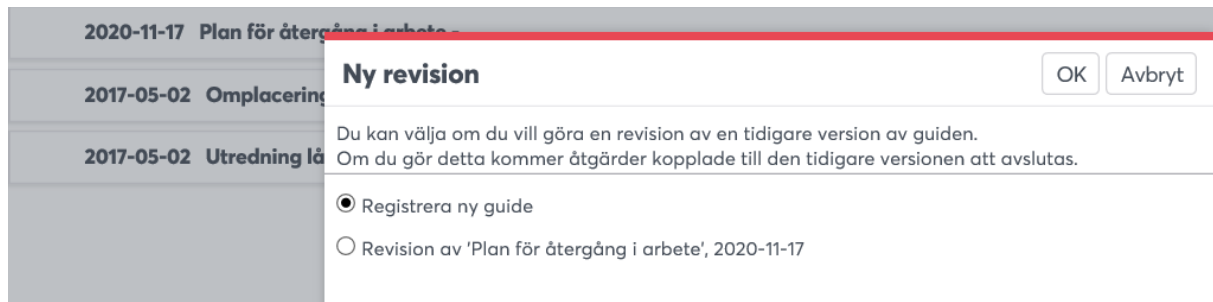 2020-11-17 Plan för återgång i arbete -
2017-05-02 Omplacering
2017-05-02 Utredning lå
Ny revision
OK
Avbryt
Du kan välja om du vill göra en revision av en tidigare version av guiden.
Om du gör detta kommer åtgärder kopplade till den tidigare versionen att avslutas.
Registrera ny guide
Revision av 'Plan för återgång i arbete', 2020-11-17